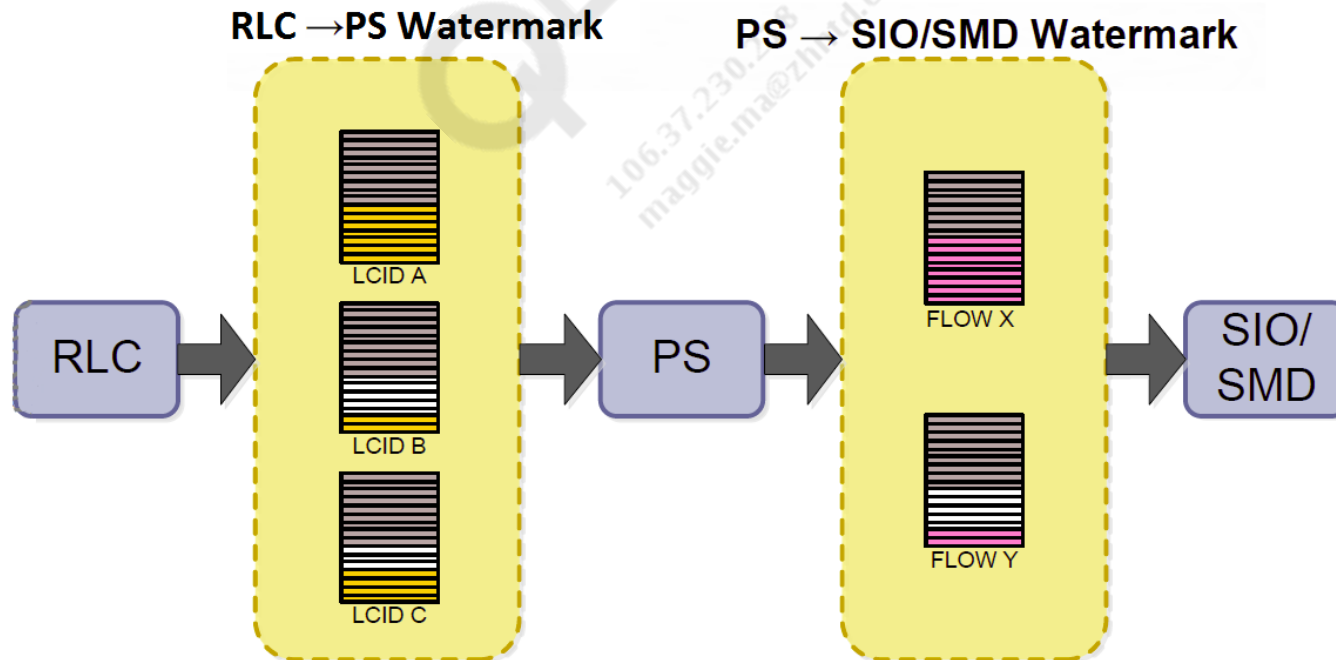 RLC →PS Watermark
PS → SIO/SMD Watermark
LCID A
LCID B
LCID C
RLC
PS
FLOW X
FLOW Y
SIO/
SMD